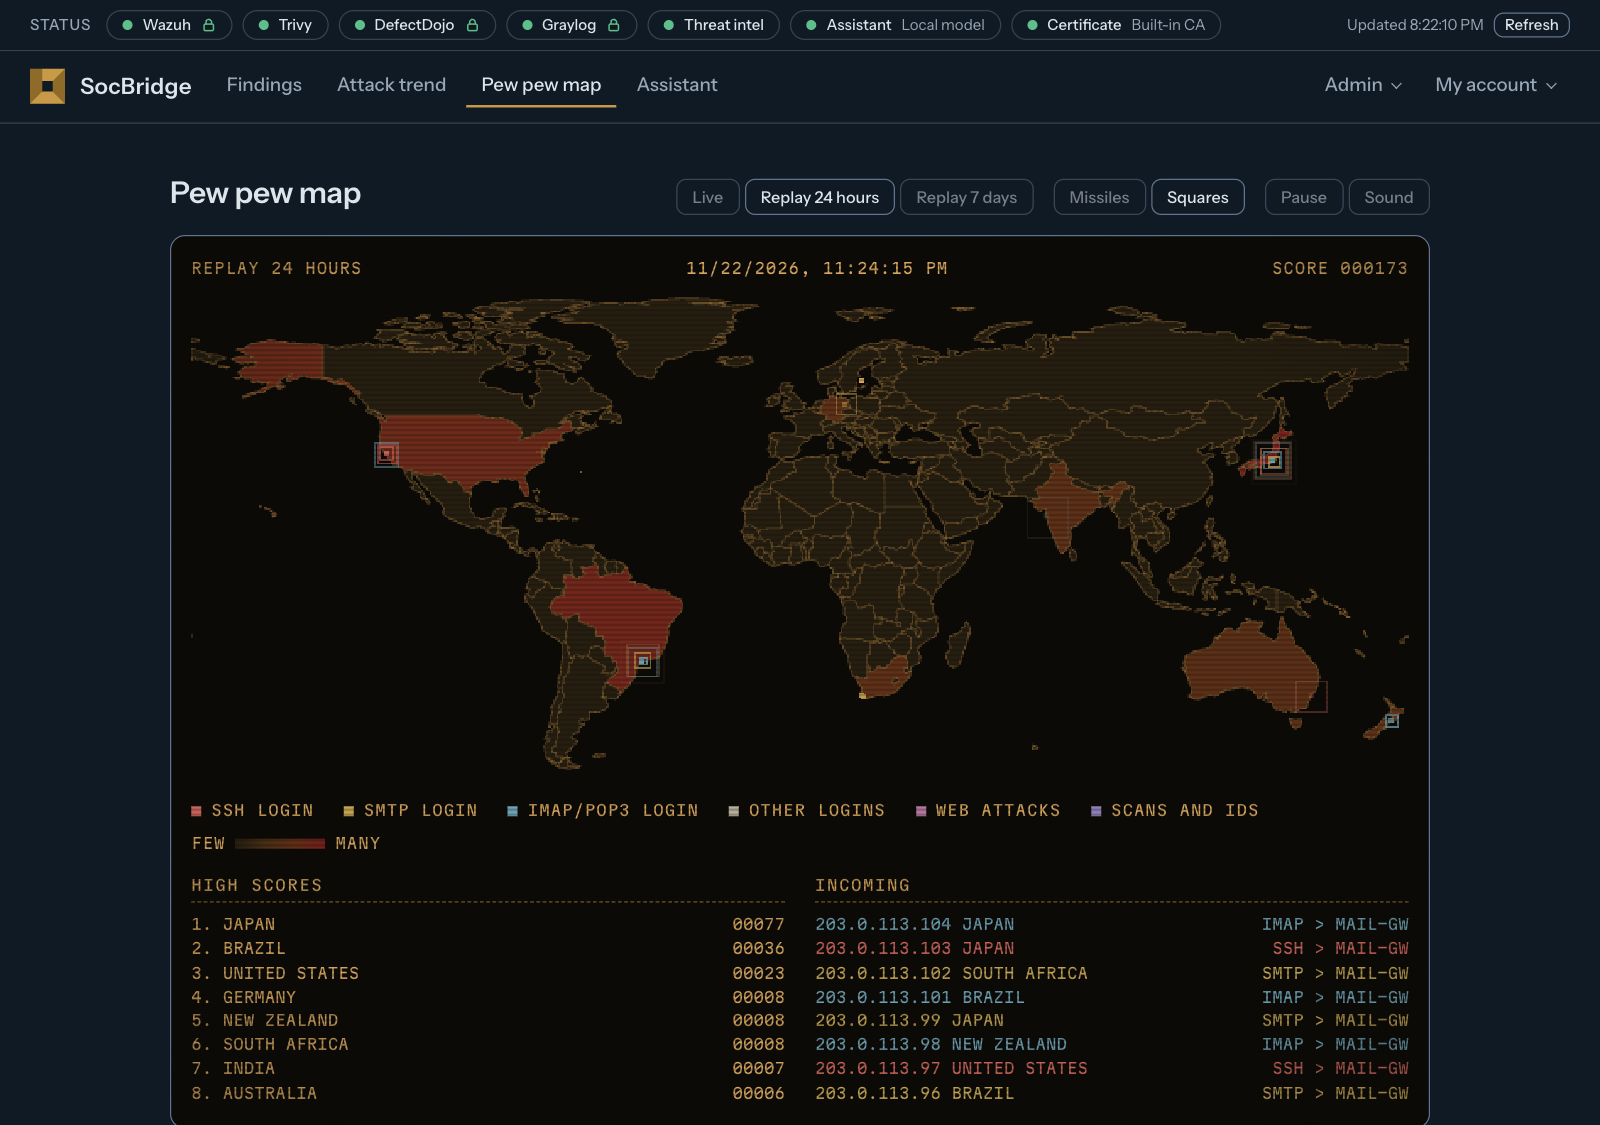 STATUS Wazuh Trivy DefectDojo Graylog Threat intel Assistant Local model Certificate Built-in CA Updated 8:22:10 PM Refresh
SocBridge Findings Attack trend Pew pew map Assistant Admin My account
Pew pew map Live Replay 24 hours Replay 7 days Missiles Squares Pause Sound
REPLAY 24 HOURS 11/22/2026, 11:24:15 PM SCORE 000173
SSH LOGIN SMTP LOGIN IMAP/POP3 LOGIN OTHER LOGINS WEB ATTACKS SCANS AND IDS
FEW MANY
HIGH SCORES
1. JAPAN 00077
2. BRAZIL 00036
3. UNITED STATES 00023
4. GERMANY 00008
5. NEW ZEALAND 00008
6. SOUTH AFRICA 00008
7. INDIA 00007
8. AUSTRALIA 00006
INCOMING
203.0.113.104 JAPAN IMAP > MAIL-GW
203.0.113.103 JAPAN SSH > MAIL-GW
203.0.113.102 SOUTH AFRICA SMTP > MAIL-GW
203.0.113.101 BRAZIL IMAP > MAIL-GW
203.0.113.99 JAPAN SMTP > MAIL-GW
203.0.113.98 NEW ZEALAND IMAP > MAIL-GW
203.0.113.97 UNITED STATES SSH > MAIL-GW
203.0.113.96 BRAZIL SMTP > MAIL-GW